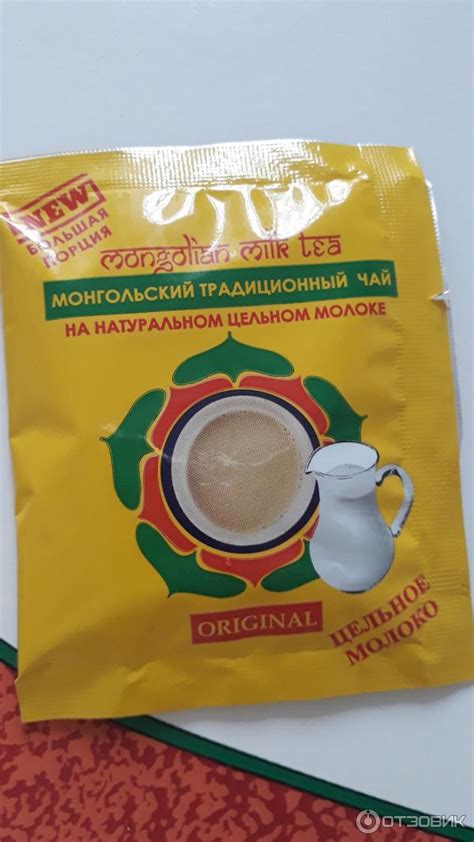 NEW
БОЛЬШАЯ
ПОРЦИЯ
mongolian milk tea
МОНГОЛЬСКИЙ ТРАДИЦИОННЫЙ ЧАЙ
НА НАТУРАЛЬНОМ ЦЕЛЬНОМ МОЛОКЕ
ORIGINAL
ЦЕЛЬНОЕ
МОЛОКО
ОТЗОВИК